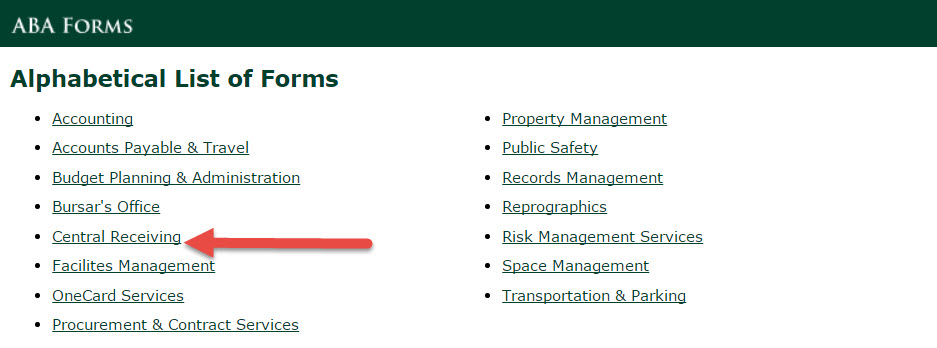 ABA FORMS
Alphabetical List of Forms
Accounting
Accounts Payable & Travel
Budget Planning & Administration
Bursar's Office
Central Receiving
Facilites Management
OneCard Services
Procurement & Contract Services
Property Management
Public Safety
Records Management
Reprographics
Risk Management Services
Space Management
Transportation & Parking